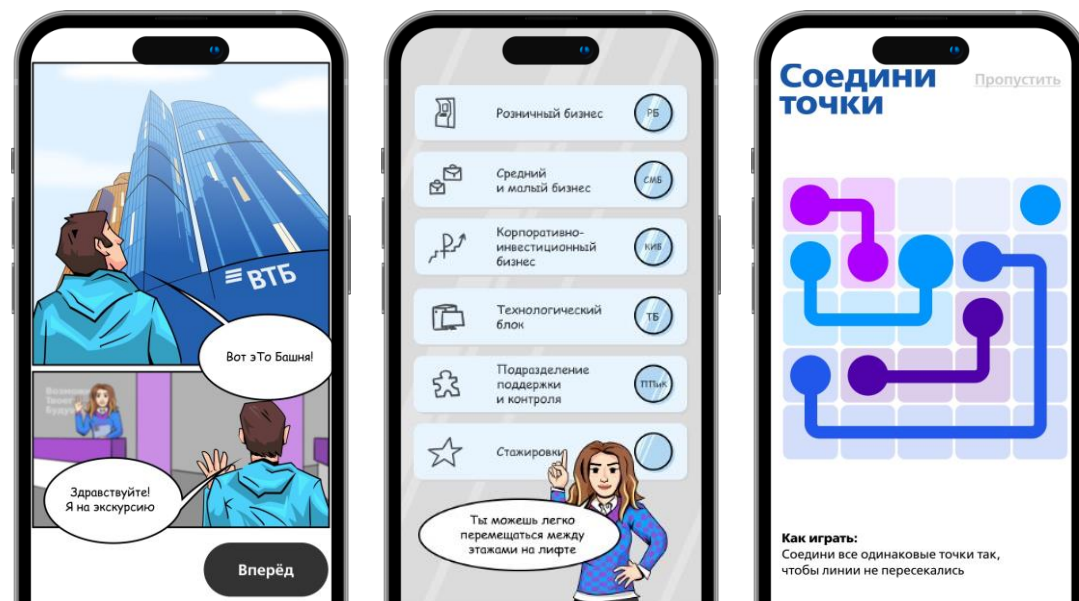 ВТБ
Вот эТо Башня!
Здравствуйте!
Я на экскурсию
Вперёд
Розничный бизнес
РБ
Средний
и малый бизнес
СМБ
Корпоративно-
инвестиционный
бизнес
КИБ
Технологический
блок
ТБ
Подразделение
поддержки
и контроля
ППиК
Стажировки
Ты можешь легко
перемещаться между
этажами на лифте
Соедини
точки
Пропустить
Как играть:
Соедини все одинаковые точки так,
чтобы линии не пересекались